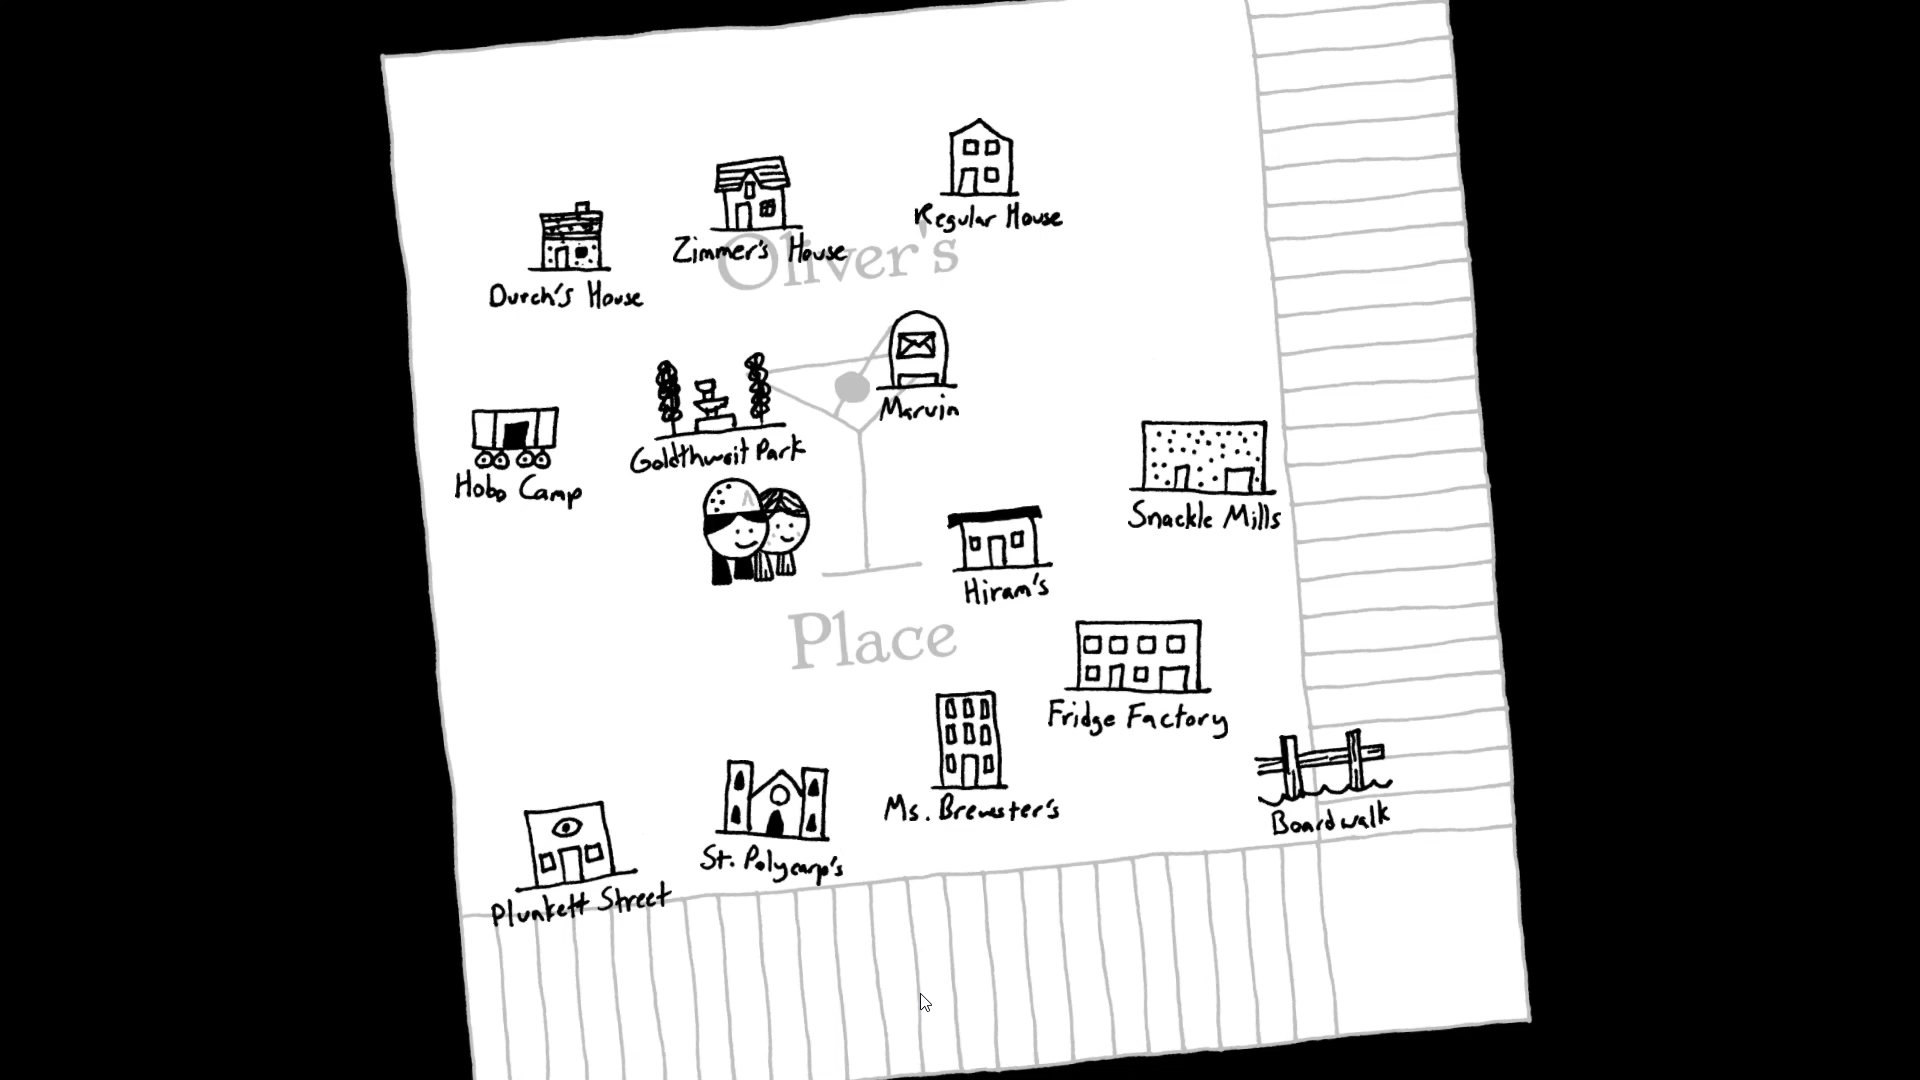 Regular House
Zimmer's House
Oliver's
Durch's House
Marvin
Goldthwait Park
Hobo Camp
Snackle Mills
Hiram's
Place
Fridge Factory
Ms. Brewster's
Boardwalk
St. Polycarp's
Plunkett Street